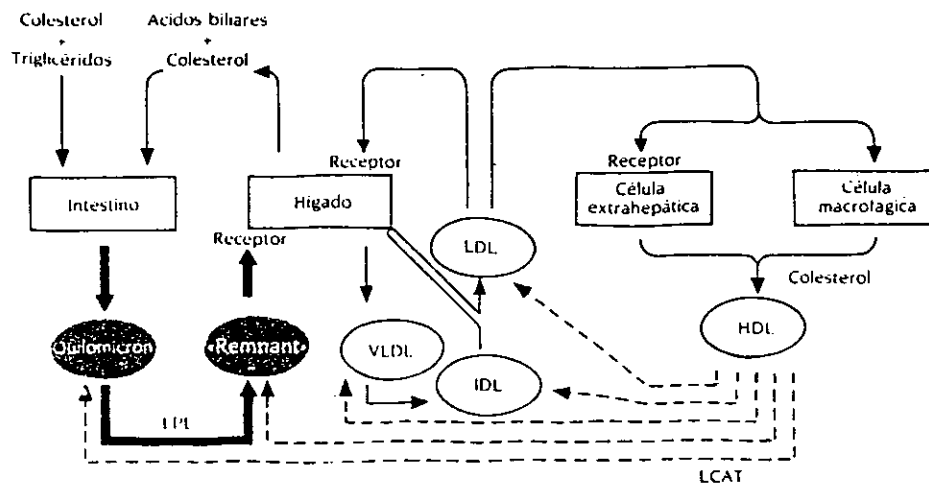 Colesterol
+
Triglicéridos
Acidos biliares
+
Colesterol
Receptor
Intestino
Hígado
Receptor
Receptor
Célula
extrahepática
Célula
macrofagica
LDL
Colesterol
HDL
Quilomicrón
«Remnant»
VLDL
IDL
LPL
LCAT